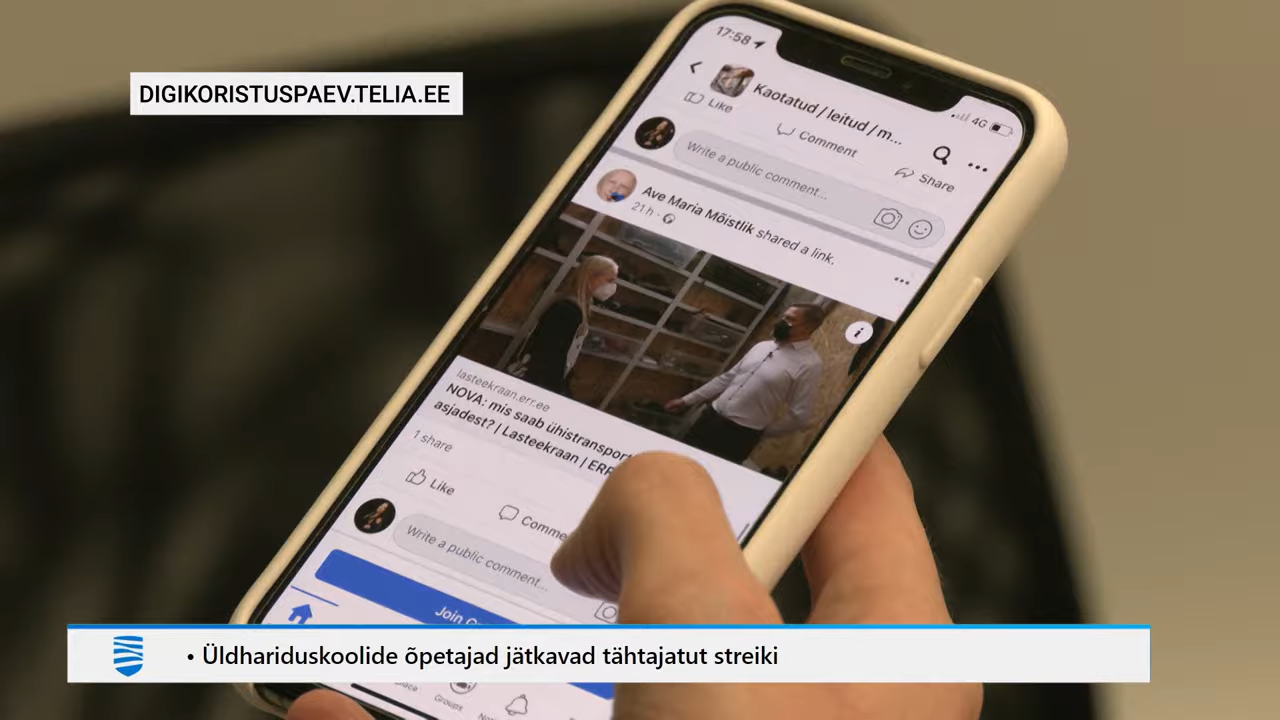 DIGIKORISTUSPAEV.TELIA.EE
17:58
4G
Kaotatud / leitud / m...
Like
Comment
Share
Write a public comment...
Ave Maria Mõistlik shared a link.
21 h
lasteekraan.err.ee
NOVA: mis saab ühistransport
asjadest? | Lasteekraan | ERR
1 share
Like
Comme
Write a public comment...
Join G
• Üldhariduskoolide õpetajad jätkavad tähtajatut streiki
Groups